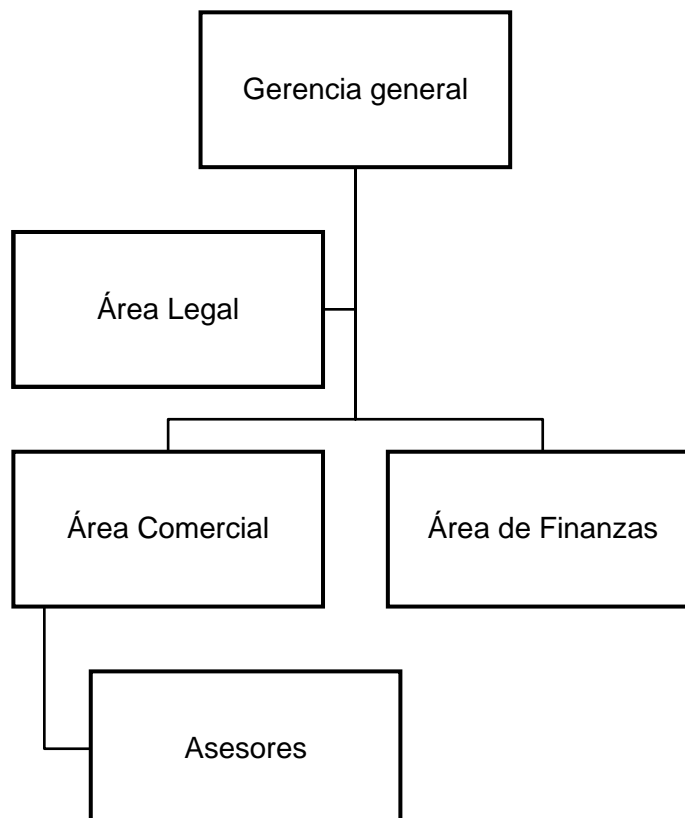 Gerencia general
Área Legal
Área Comercial
Área de Finanzas
Asesores